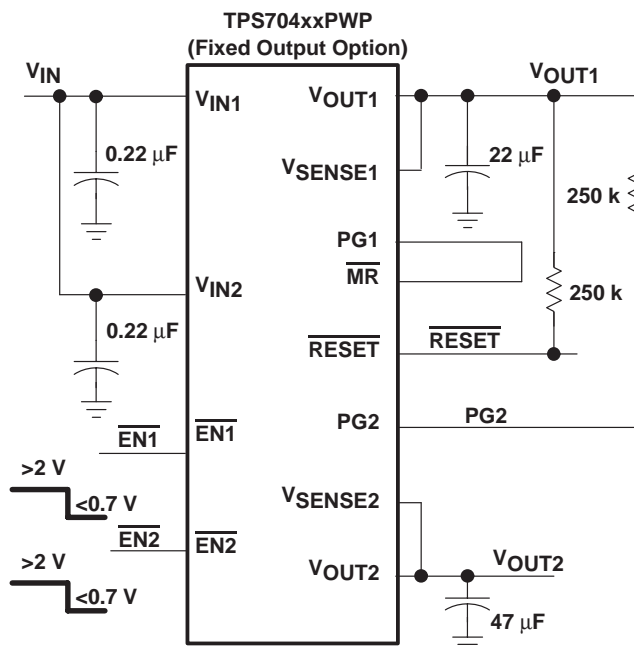 TPS704xxPWP
(Fixed Output Option)
VIN
VIN1
VOUT1
VOUT1
0.22 μF
VSENSE1
22 μF
250 k
PG1
MR
VIN2
250 k
0.22 μF
RESET
RESET
EN1
EN1
PG2
PG2
>2 V
<0.7 V
VSENSE2
EN2
EN2
>2 V
VOUT2
VOUT2
<0.7 V
47 μF